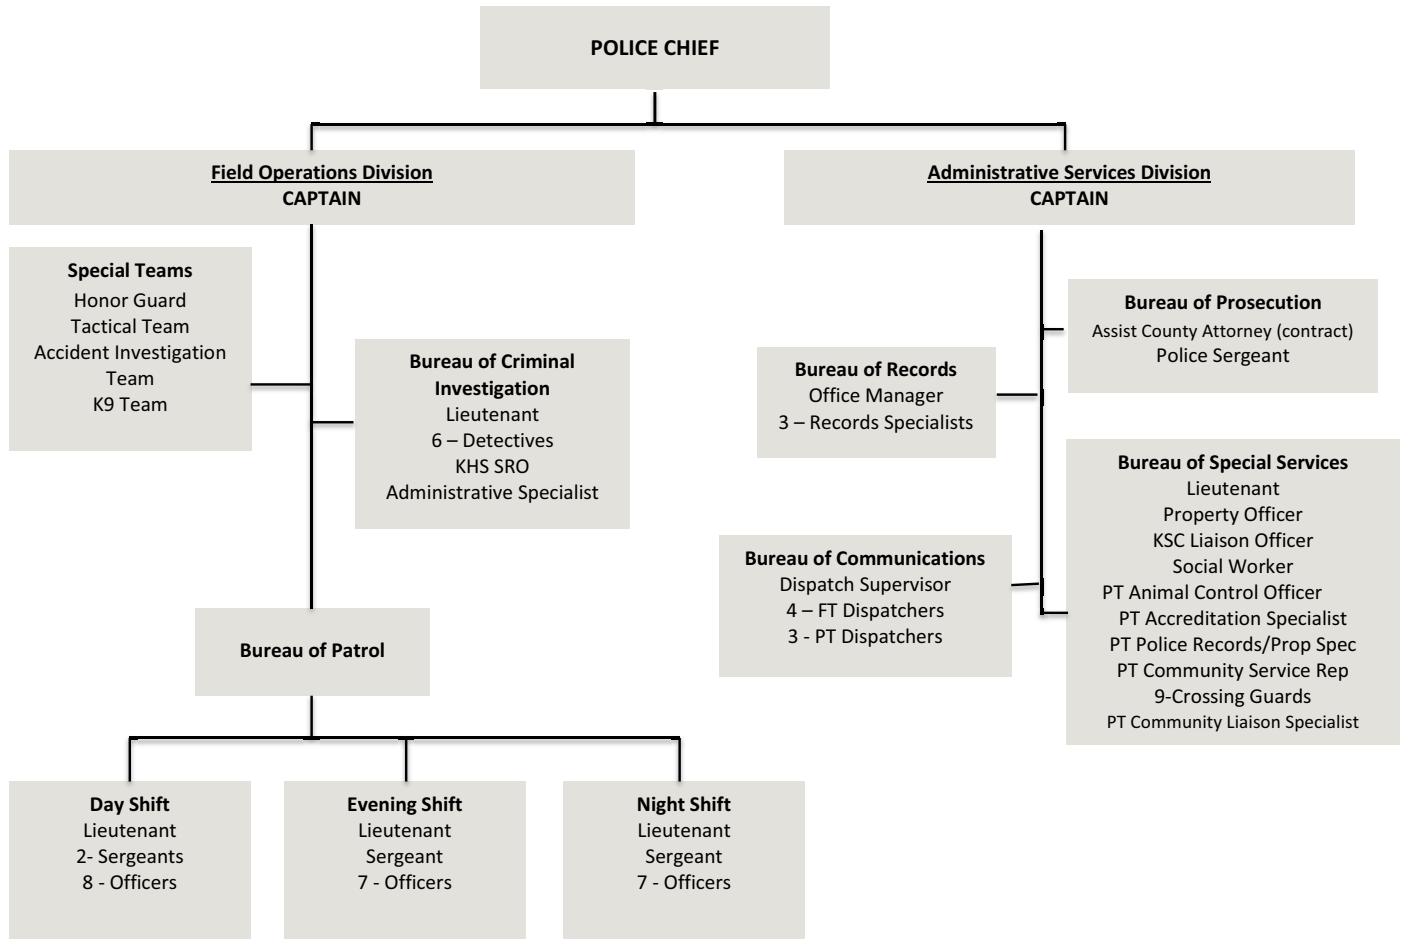 POLICE CHIEF
Field Operations Division
CAPTAIN
Administrative Services Division
CAPTAIN
Special Teams
Honor Guard
Tactical Team
Accident Investigation
Team
K9 Team
Bureau of Criminal
Investigation
Lieutenant
6 – Detectives
KHS SRO
Administrative Specialist
Bureau of Prosecution
Assist County Attorney (contract)
Police Sergeant
Bureau of Records
Office Manager
3 – Records Specialists
Bureau of Special Services
Lieutenant
Property Officer
KSC Liaison Officer
Social Worker
PT Animal Control Officer
PT Accreditation Specialist
PT Police Records/Prop Spec
PT Community Service Rep
9-Crossing Guards
PT Community Liaison Specialist
Bureau of Communications
Dispatch Supervisor
4 – FT Dispatchers
3 - PT Dispatchers
Bureau of Patrol
Day Shift
Lieutenant
2- Sergeants
8 - Officers
Evening Shift
Lieutenant
Sergeant
7 - Officers
Night Shift
Lieutenant
Sergeant
7 - Officers